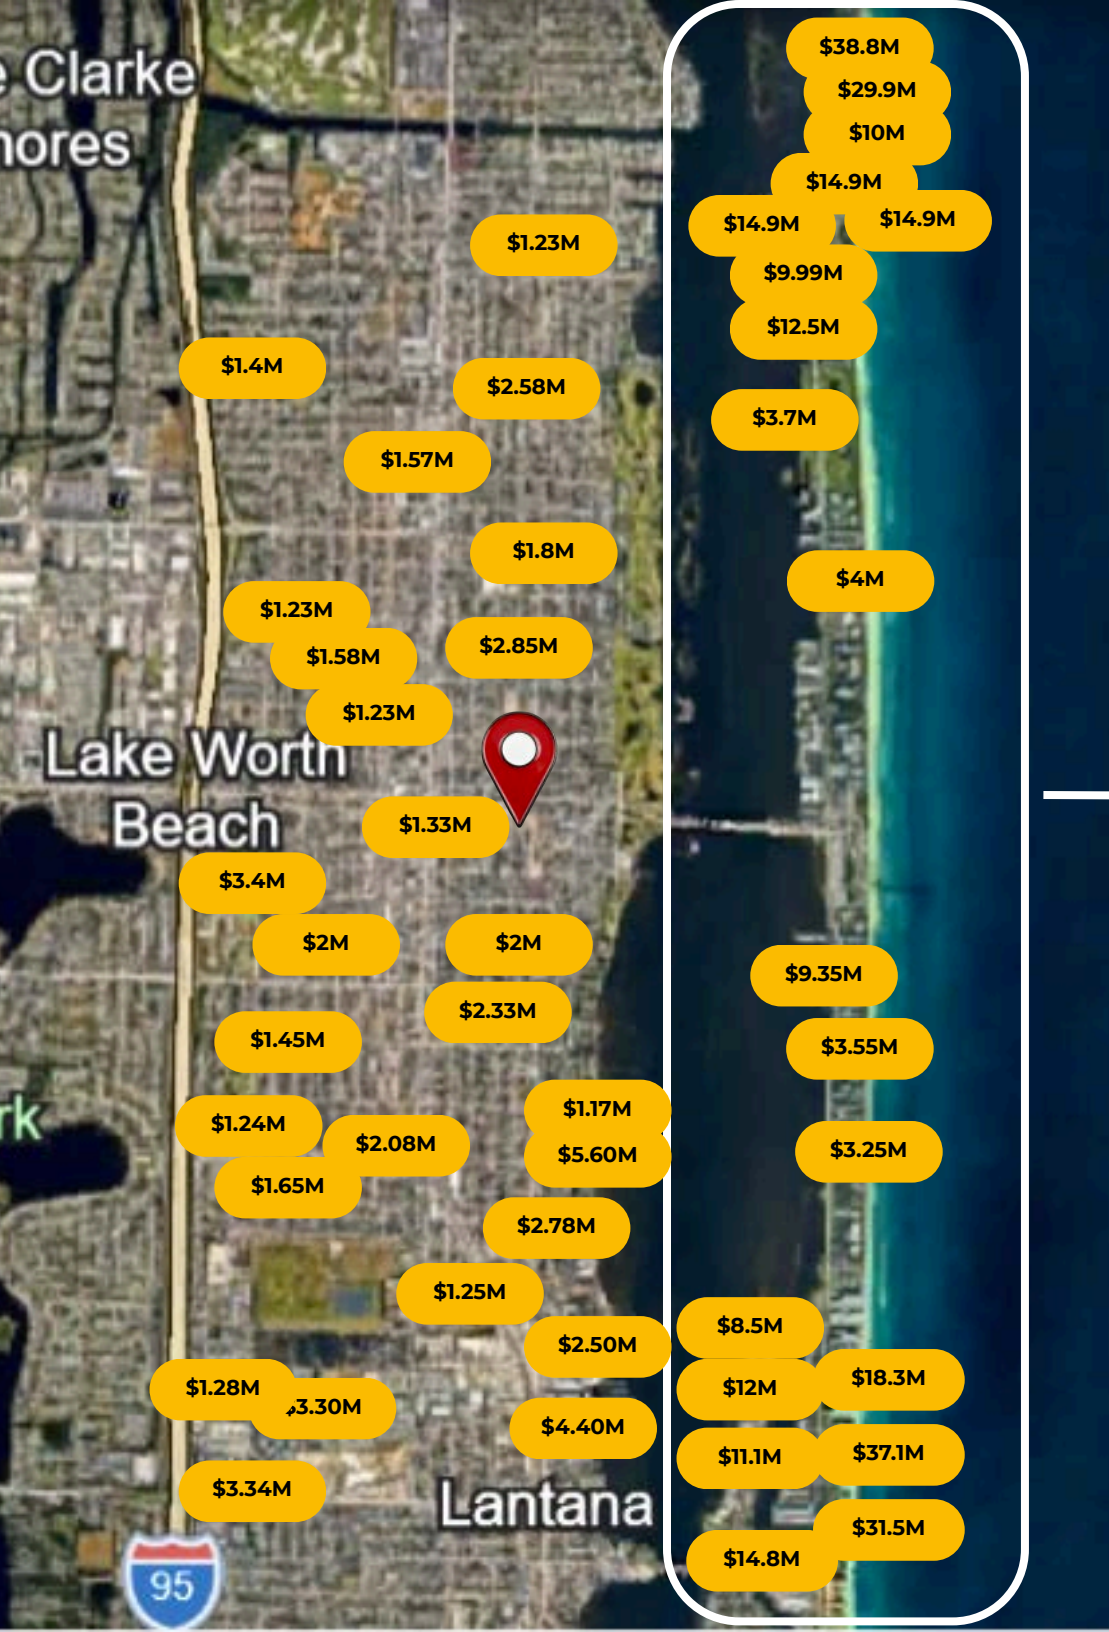 $38.8M
e Clarke
hores
$29.9M
$10M
$14.9M
$14.9M
$14.9M
$1.23M
$9.99M
$12.5M
$1.4M
$2.58M
$3.7M
$1.57M
$1.8M
$4M
$1.23M
$2.85M
$1.58M
$1.23M
Lake Worth
Beach
$1.33M
$3.4M
$2M
$2M
$9.35M
$2.33M
$1.45M
$3.55M
$1.17M
rk
$1.24M
$2.08M
$5.60M
$3.25M
$1.65M
$2.78M
$1.25M
$8.5M
$2.50M
$18.3M
$1.28M
$12M
3.30M
$4.40M
$11.1M
$37.1M
$3.34M
Lantana
$31.5M
$14.8M
95